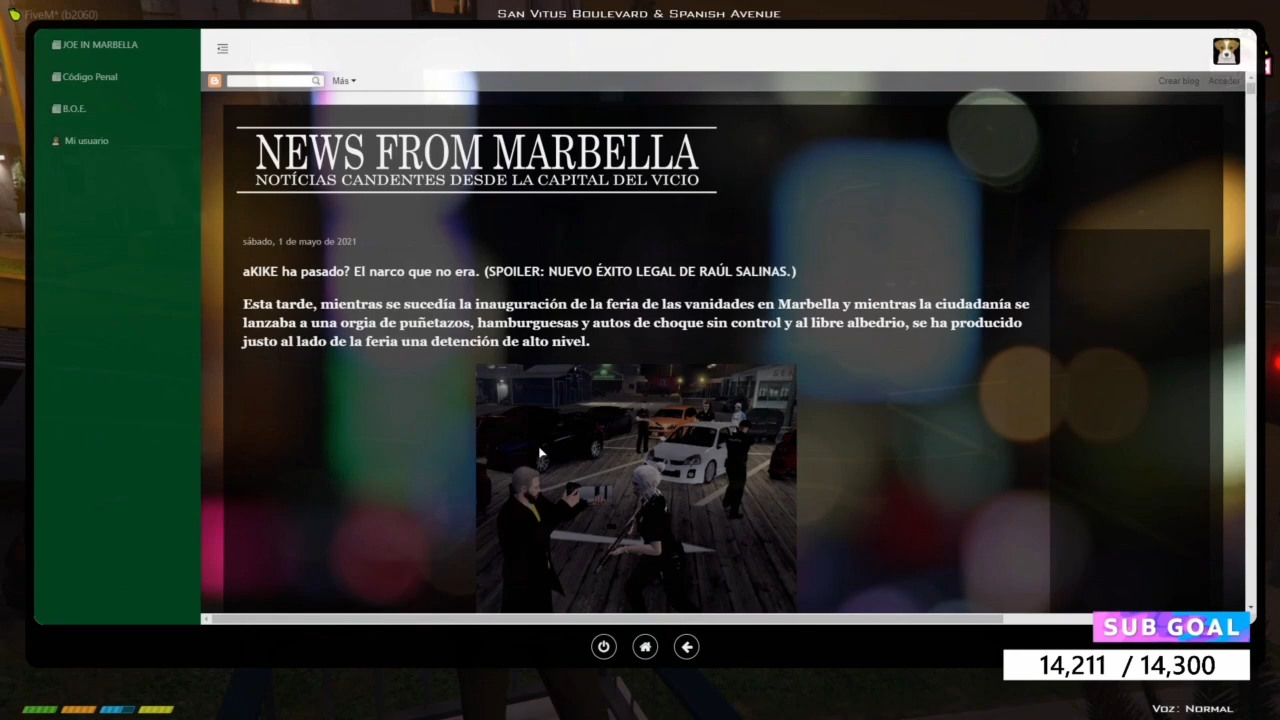 FiveM* (b2060)
San Vitus Boulevard & Spanish Avenue
JOE IN MARBELLA
Código Penal
B.O.E.
Mi usuario
Más
Crear blog Acceder
NEWS FROM MARBELLA
NOTÍCIAS CANDENTES DESDE LA CAPITAL DEL VICIO
sábado, 1 de mayo de 2021
aKIKE ha pasado? El narco que no era. (SPOILER: NUEVO ÉXITO LEGAL DE RAÚL SALINAS.)
Esta tarde, mientras se sucedía la inauguración de la feria de las vanidades en Marbella y mientras la ciudadanía se
lanzaba a una orgia de puñetazos, hamburguesas y autos de choque sin control y al libre albedrio, se ha producido
justo al lado de la feria una detención de alto nivel.
SUB GOAL
14,211 / 14,300
Voz: Normal